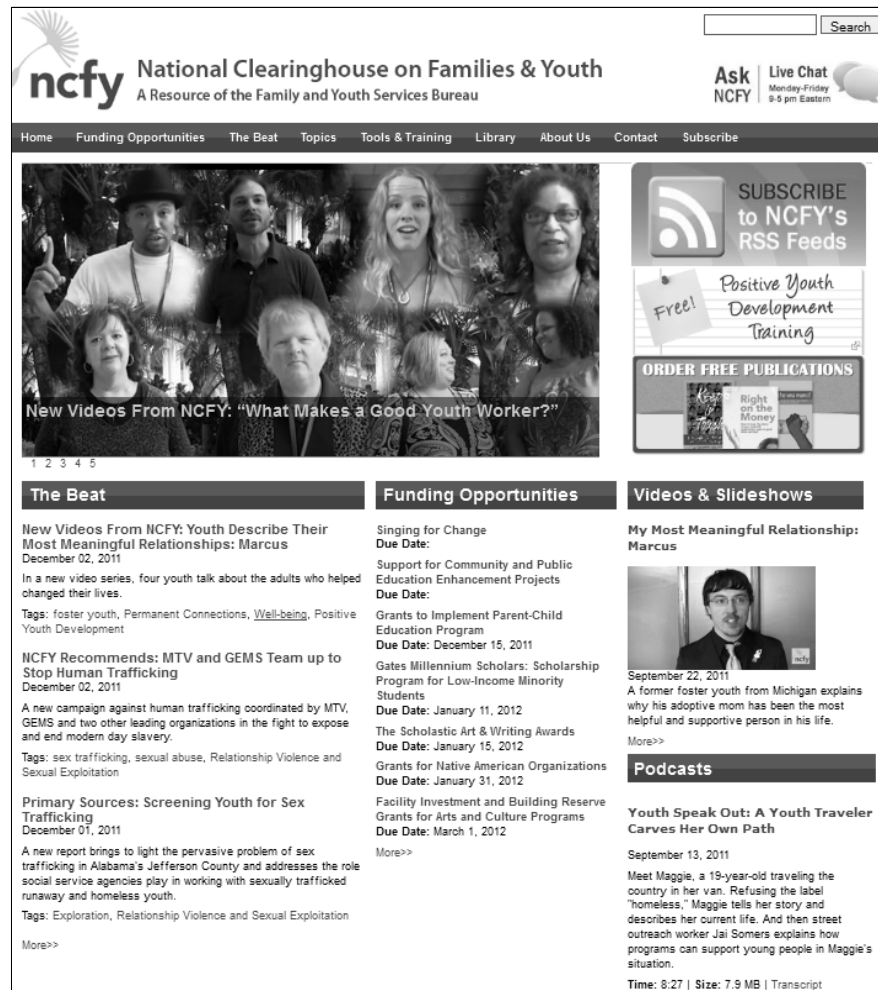 Search
ncfy
National Clearinghouse on Families & Youth
A Resource of the Family and Youth Services Bureau
Ask
NCFY
Live Chat
Monday-Friday
9-5 pm Eastern
Home Funding Opportunities The Beat Topics Tools & Training Library About Us Contact Subscribe
New Videos From NCFY: “What Makes a Good Youth Worker?”
1 2 3 4 5
SUBSCRIBE
to NCFY's
RSS Feeds
Free!
Positive Youth
Development
Training
ORDER FREE PUBLICATIONS
Right
on the
Money
The Beat
New Videos From NCFY: Youth Describe Their
Most Meaningful Relationships: Marcus
December 02, 2011
In a new video series, four youth talk about the adults who helped
changed their lives.
Tags: foster youth, Permanent Connections, Well-being, Positive
Youth Development
NCFY Recommends: MTV and GEMS Team up to
Stop Human Trafficking
December 02, 2011
A new campaign against human trafficking coordinated by MTV,
GEMS and two other leading organizations in the fight to expose
and end modern day slavery.
Tags: sex trafficking, sexual abuse, Relationship Violence and
Sexual Exploitation
Primary Sources: Screening Youth for Sex
Trafficking
December 01, 2011
A new report brings to light the pervasive problem of sex
trafficking in Alabama's Jefferson County and addresses the role
social service agencies play in working with sexually trafficked
runaway and homeless youth.
Tags: Exploration, Relationship Violence and Sexual Exploitation
More>>
Funding Opportunities
Singing for Change
Due Date:
Support for Community and Public
Education Enhancement Projects
Due Date:
Grants to Implement Parent-Child
Education Program
Due Date: December 15, 2011
Gates Millennium Scholars: Scholarship
Program for Low-Income Minority
Students
Due Date: January 11, 2012
The Scholastic Art & Writing Awards
Due Date: January 15, 2012
Grants for Native American Organizations
Due Date: January 31, 2012
Facility Investment and Building Reserve
Grants for Arts and Culture Programs
Due Date: March 1, 2012
More>>
Videos & Slideshows
My Most Meaningful Relationship:
Marcus
ncfy
September 22, 2011
A former foster youth from Michigan explains
why his adoptive mom has been the most
helpful and supportive person in his life.
More>>
Podcasts
Youth Speak Out: A Youth Traveler
Carves Her Own Path
September 13, 2011
Meet Maggie, a 19-year-old traveling the
country in her van. Refusing the label
"homeless," Maggie tells her story and
describes her current life. And then street
outreach worker Jai Somers explains how
programs can support young people in Maggie's
situation.
Time: 8:27 | Size: 7.9 MB | Transcript